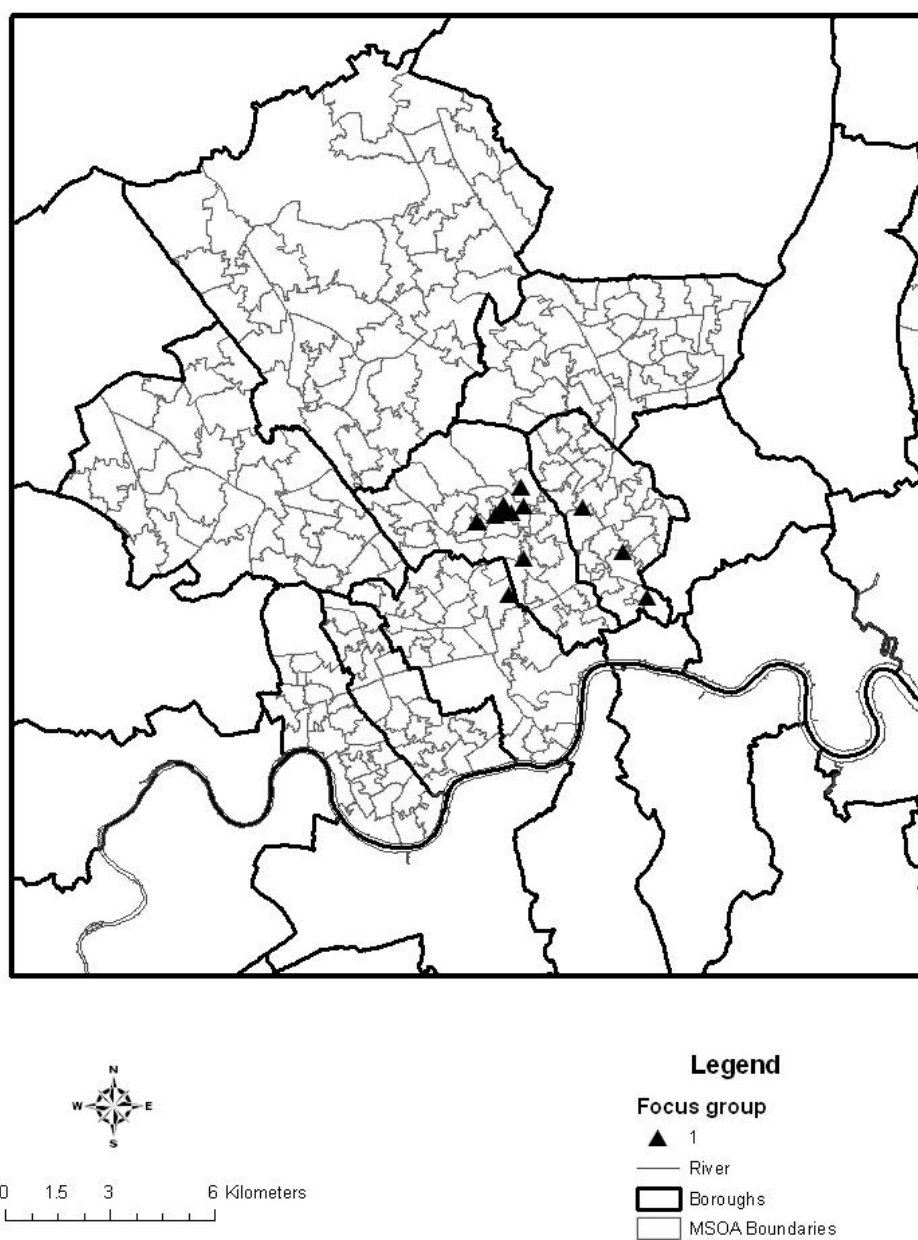 N
W E
S
0 1.5 3 6 Kilometers
Legend
Focus group
1
River
Boroughs
MSOA Boundaries